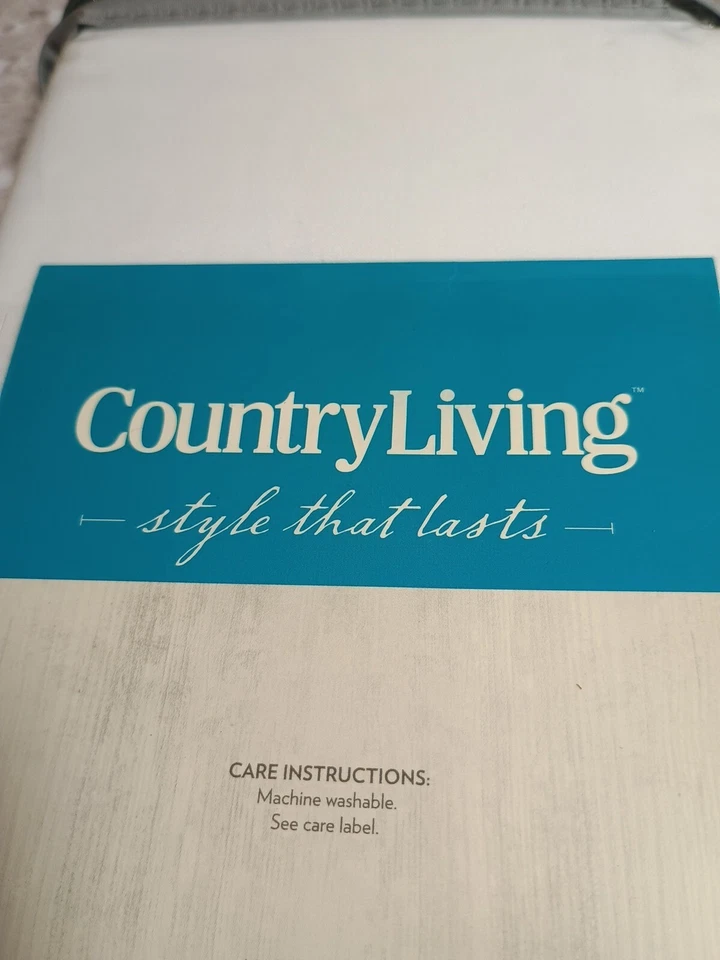 CountryLiving™
style that lasts
CARE INSTRUCTIONS:
Machine washable.
See care label.